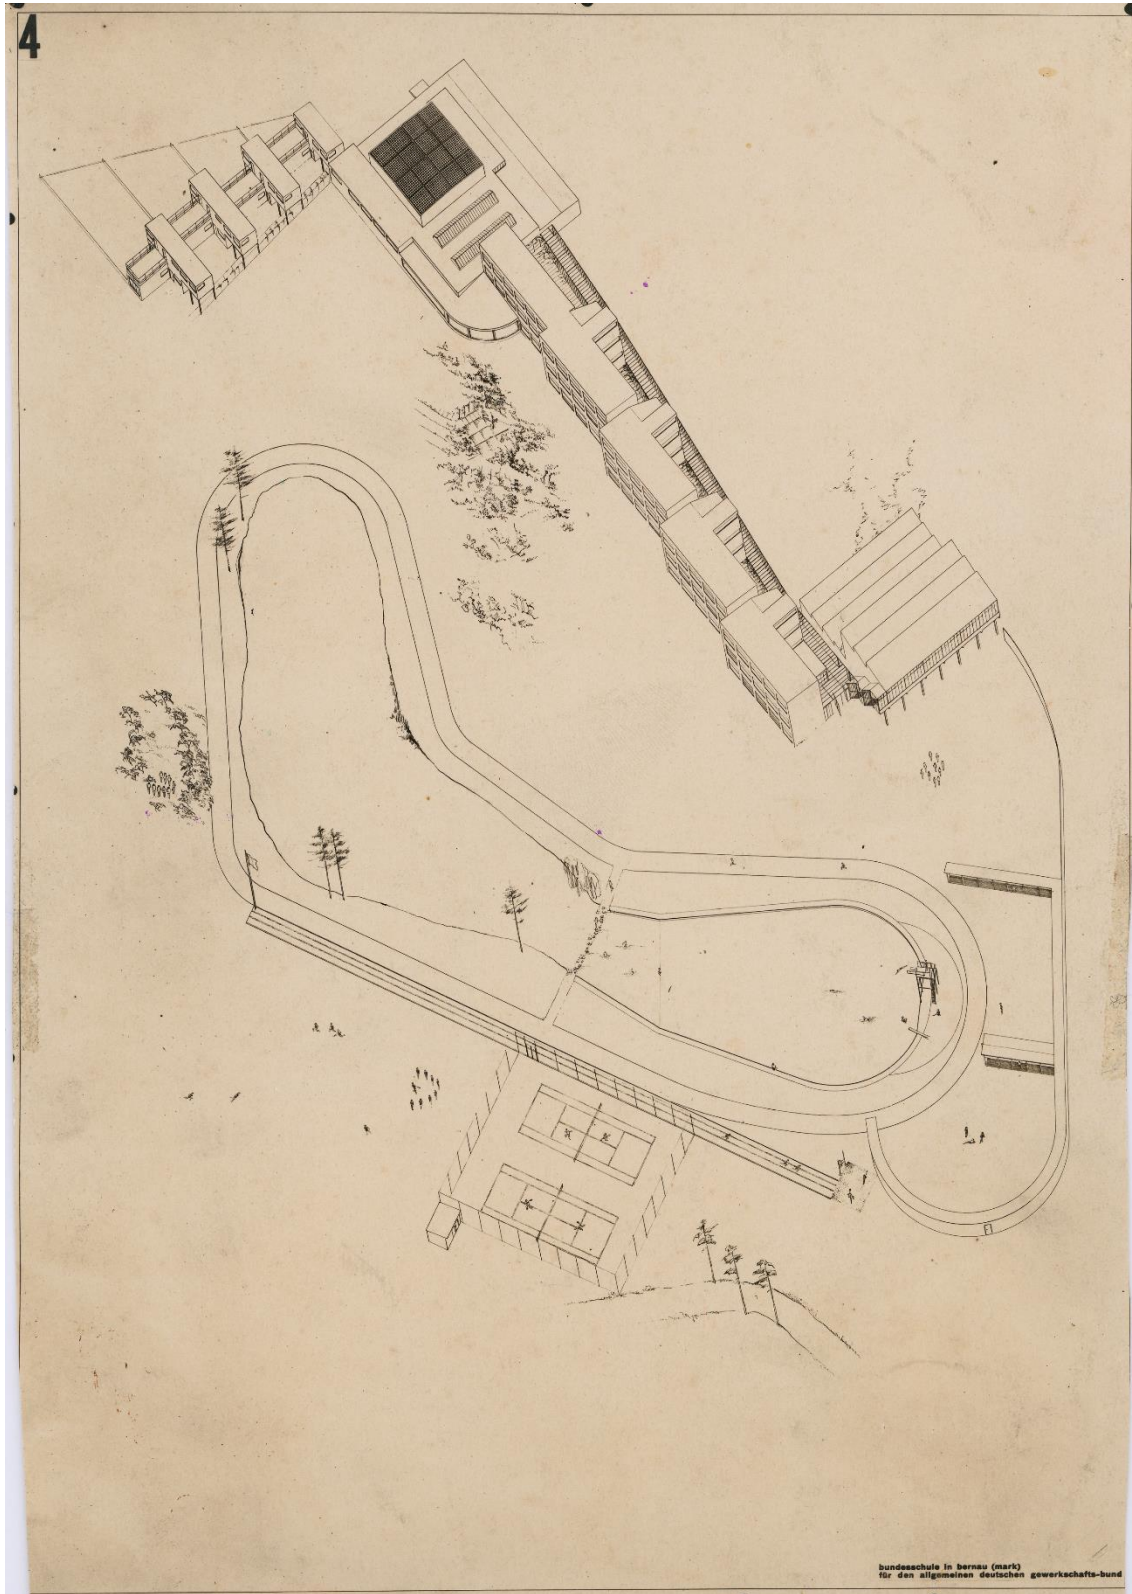 4
bundesschule in bernau (mark)
für den allgemeinen deutschen gewerkschafts-bund